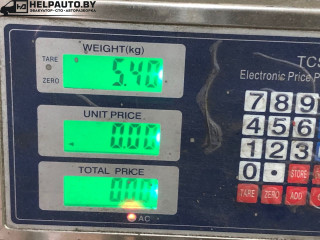 HELPAUTO.BY
ЭВАКУАТОР-СТО-АВТОРАЗБОРКА
WEIGHT(kg)
TARE
ZERO
5.40
UNIT PRICE
0.00
TOTAL PRICE
0.00
AC
TCS
Electronic Price P
7 8 9
4 5 6
1 2 3
0 . STORE
TARE ZERO ADD